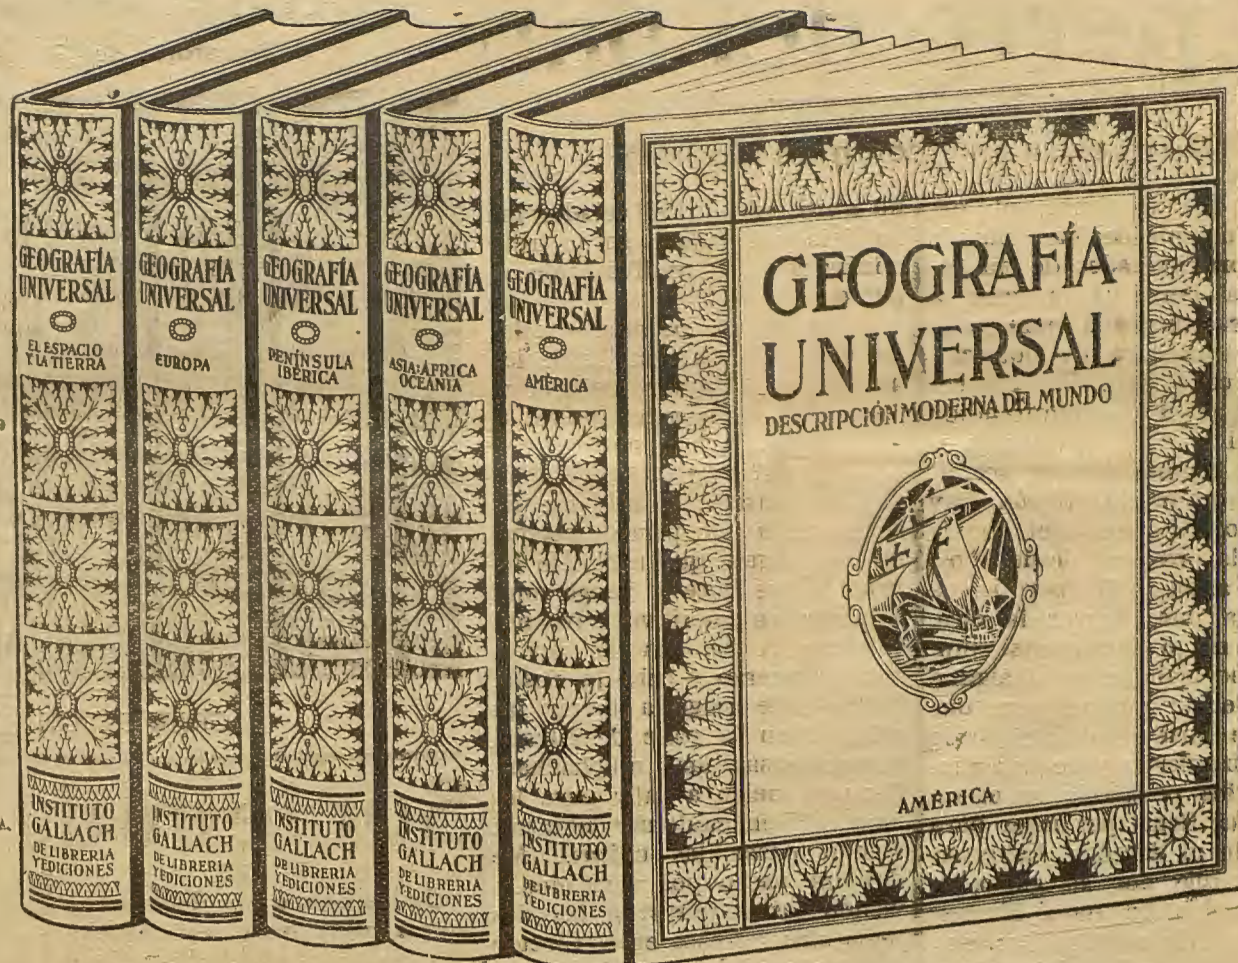 GEOGRAFÍA
UNIVERSAL
EL ESPACIO
Y LA TIERRA
INSTITUTO
GALLACH
DE LIBRERIA
Y EDICIONES
GEOGRAFÍA
UNIVERSAL
EUROPA
INSTITUTO
GALLACH
DE LIBRERIA
Y EDICIONES
GEOGRAFÍA
UNIVERSAL
PENÍNSULA
IBÉRICA
INSTITUTO
GALLACH
DE LIBRERIA
Y EDICIONES
GEOGRAFÍA
UNIVERSAL
ASIA:ÁFRICA
OCEANÍA
INSTITUTO
GALLACH
DE LIBRERIA
Y EDICIONES
GEOGRAFÍA
UNIVERSAL
AMÉRICA
INSTITUTO
GALLACH
DE LIBRERIA
Y EDICIONES
GEOGRAFÍA
UNIVERSAL
DESCRIPCIÓN MODERNA DEL MUNDO
AMÉRICA